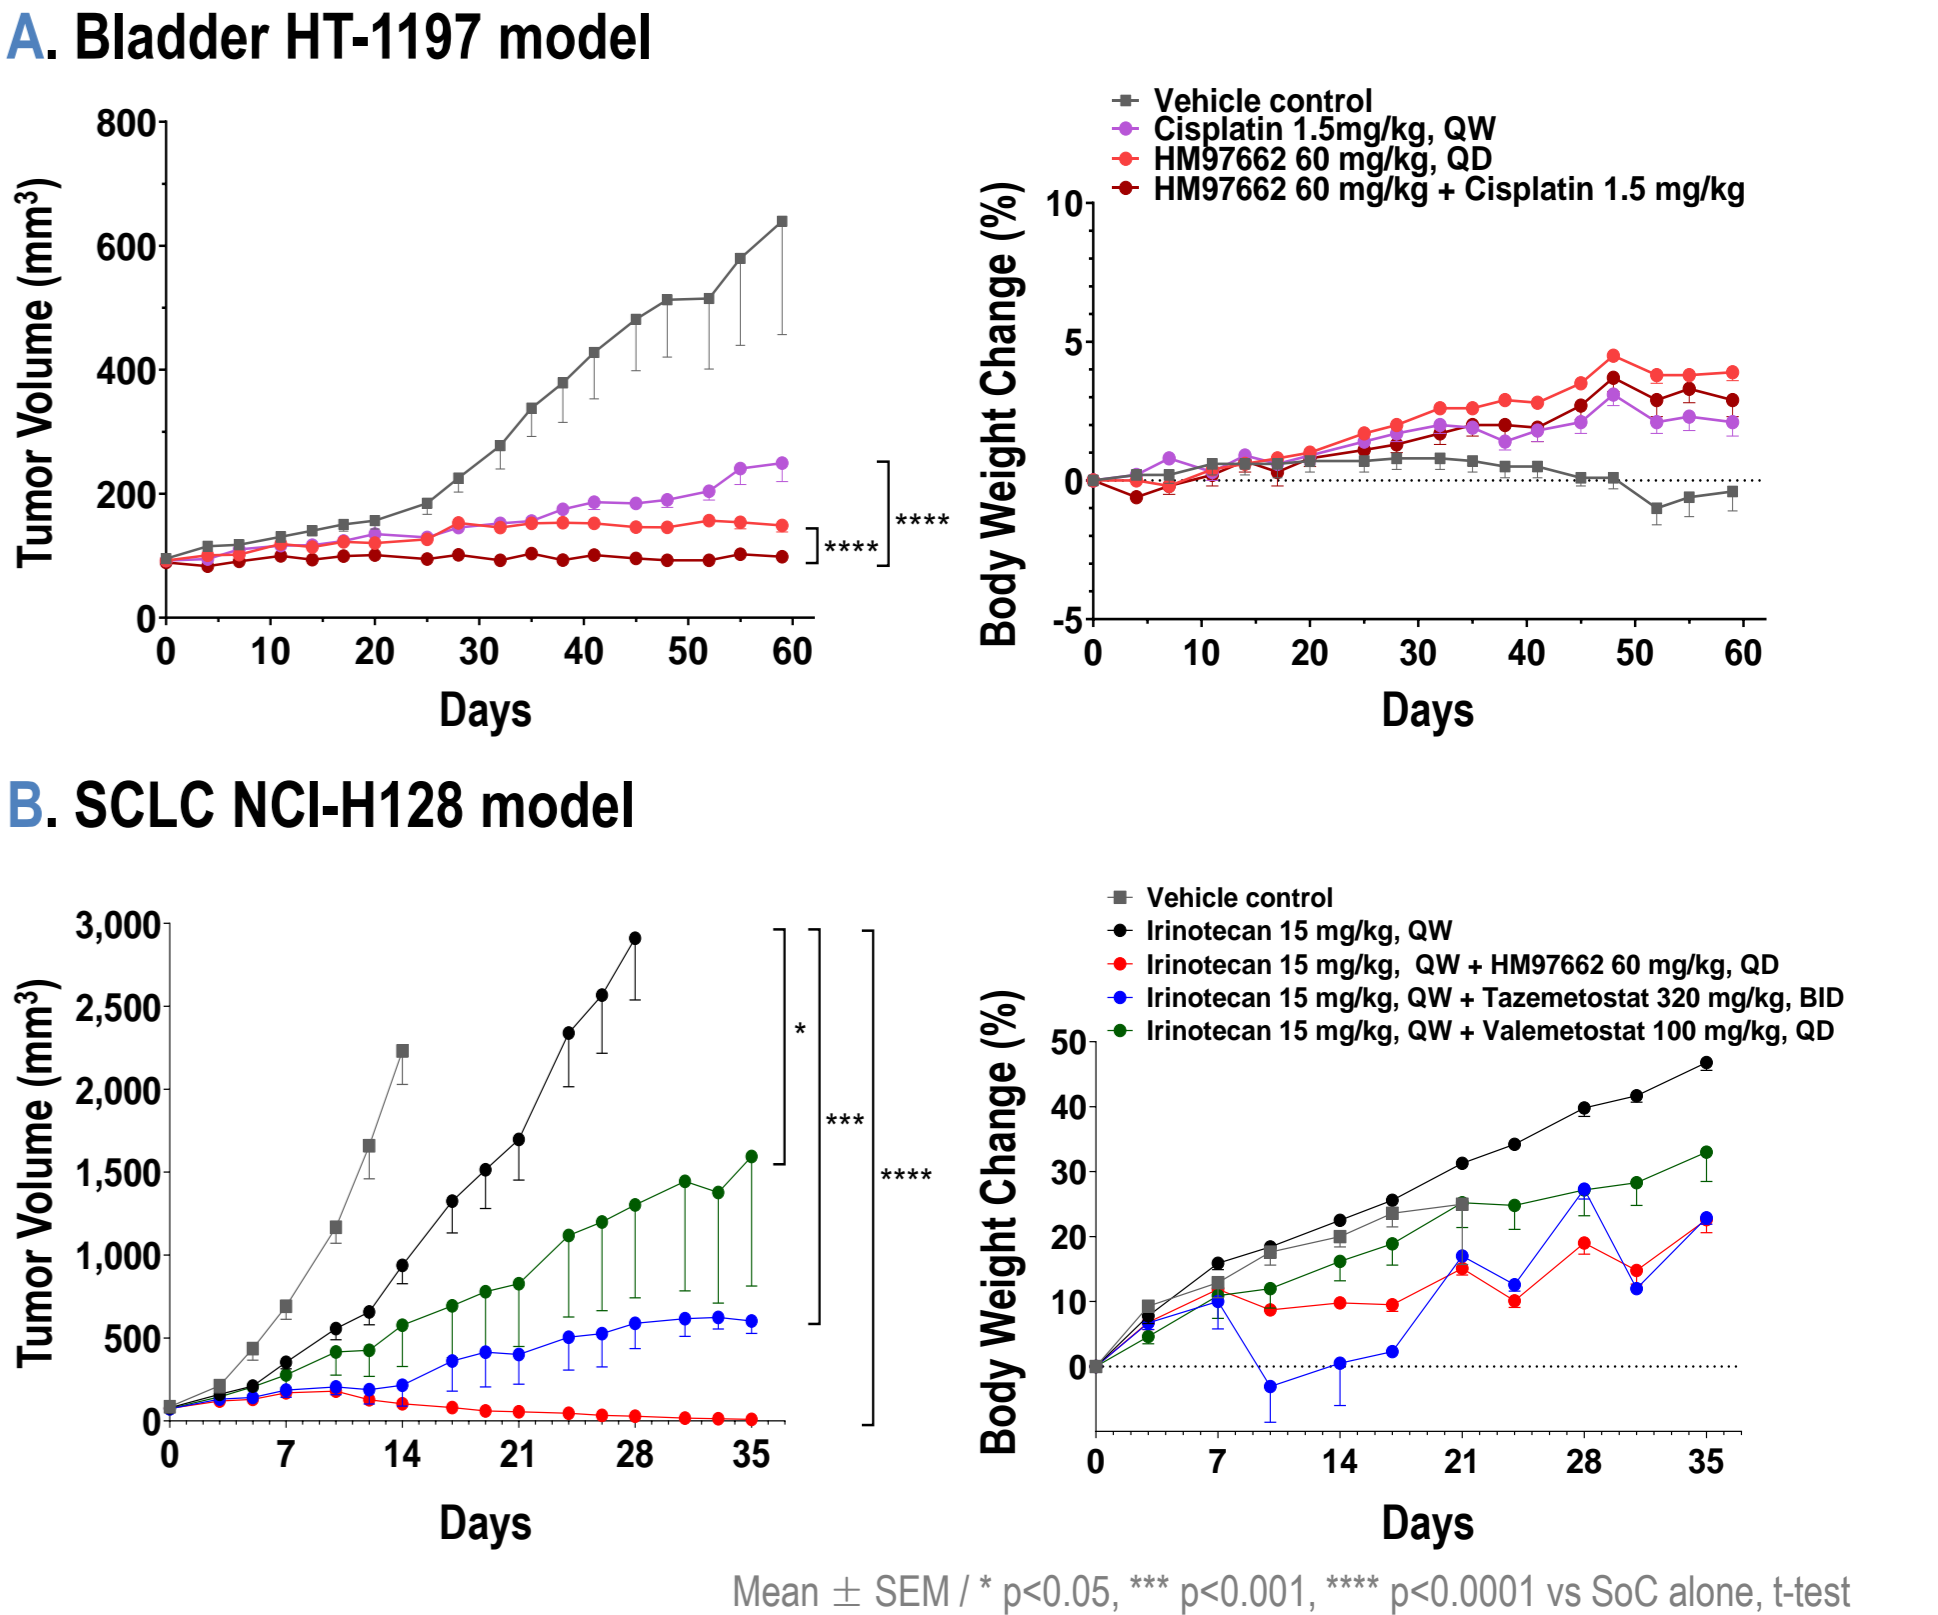 A. Bladder HT-1197 model
Tumor Volume (mm³)
800
600
400
200
0
0 10 20 30 40 50 60
Days
****
****
Vehicle control
Cisplatin 1.5mg/kg, QW
HM97662 60 mg/kg, QD
HM97662 60 mg/kg + Cisplatin 1.5 mg/kg
Body Weight Change (%)
10
5
0
-5
0 10 20 30 40 50 60
Days
B. SCLC NCI-H128 model
Tumor Volume (mm³)
3,000
2,500
2,000
1,500
1,000
500
0
0 7 14 21 28 35
Days
*
***
****
Vehicle control
Irinotecan 15 mg/kg, QW
Irinotecan 15 mg/kg, QW + HM97662 60 mg/kg, QD
Irinotecan 15 mg/kg, QW + Tazemetostat 320 mg/kg, BID
Irinotecan 15 mg/kg, QW + Valemetostat 100 mg/kg, QD
Body Weight Change (%)
50
40
30
20
10
0
0 7 14 21 28 35
Days
Mean ± SEM / * p<0.05, *** p<0.001, **** p<0.0001 vs SoC alone, t-test